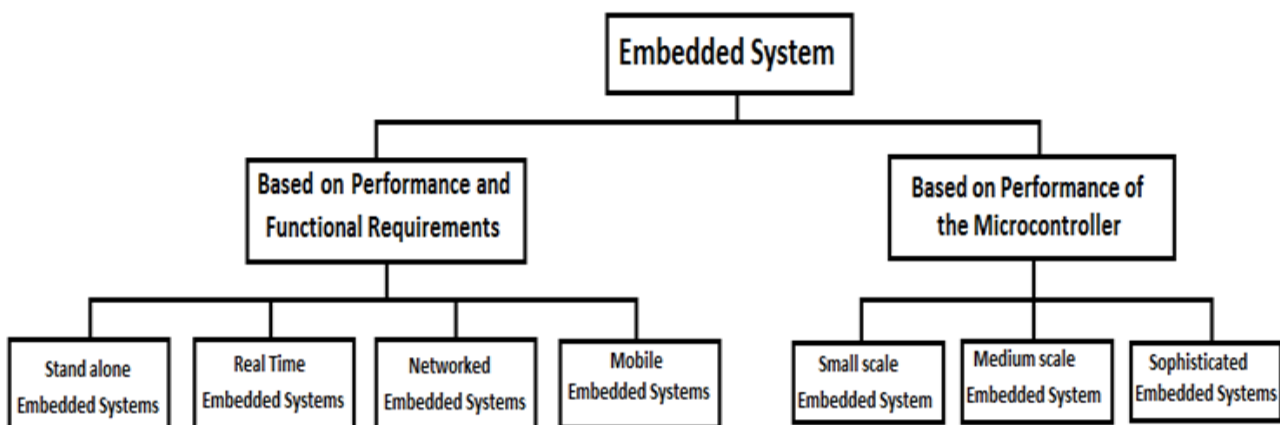 Embedded System
Based on Performance and
Functional Requirements
Based on Performance of
the Microcontroller
Stand alone
Embedded Systems
Real Time
Embedded Systems
Networked
Embedded Systems
Mobile
Embedded Systems
Small scale
Embedded System
Medium scale
Embedded System
Sophisticated
Embedded Systems